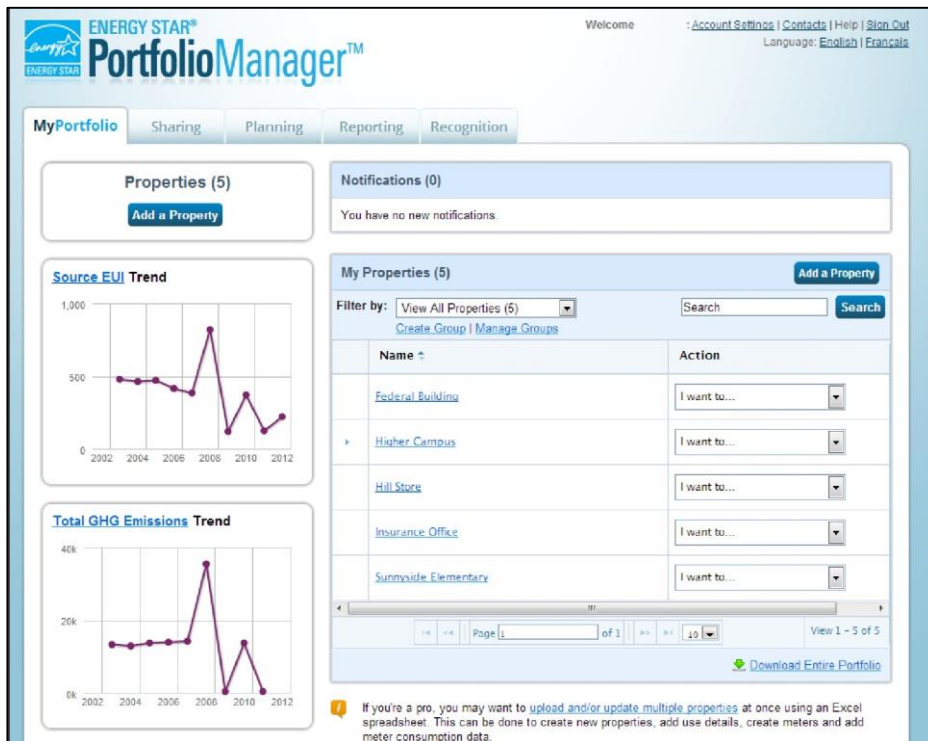 ENERGY STAR®
PortfolioManager™
energy
ENERGY STAR
Welcome : Account Settings | Contacts | Help | Sign Out
Language: English | Français
MyPortfolio Sharing Planning Reporting Recognition
Properties (5)
Add a Property
Source EUI Trend
1,000
500
0
2002 2004 2006 2008 2010 2012
Total GHG Emissions Trend
40k
20k
0k
2002 2004 2006 2008 2010 2012
Notifications (0)
You have no new notifications.
My Properties (5) Add a Property
Filter by: View All Properties (5) Search Search
Create Group | Manage Groups
Name Action
Federal Building I want to...
Higher Campus I want to...
Hill Store I want to...
Insurance Office I want to...
Sunnyside Elementary I want to...
Page 1 of 1 10 View 1 - 5 of 5
Download Entire Portfolio
If you're a pro, you may want to upload and/or update multiple properties at once using an Excel
spreadsheet. This can be done to create new properties, add use details, create meters and add
meter consumption data.